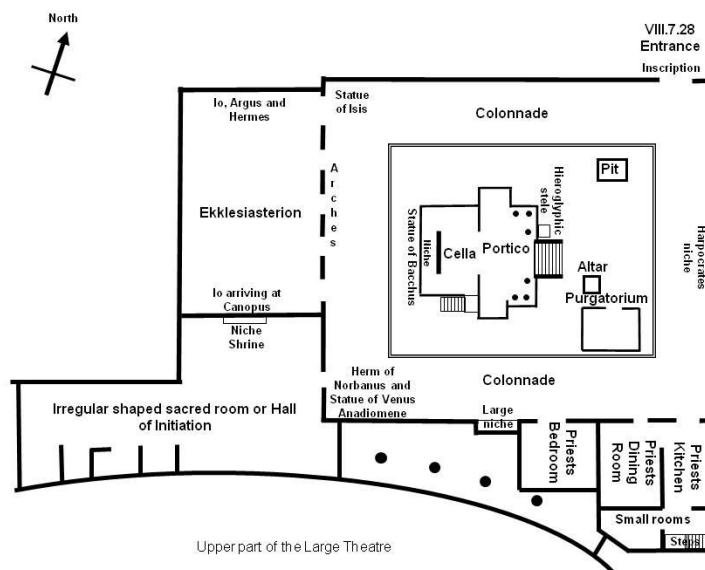 North
VIII.7.28
Entrance
Inscription
Io, Argus and
Hermes
Statue
of Isis
Colonnade
Arches
Ekklesiasterion
Pit
Hieroglyphic
stele
Statue of Bacchus
Niche
Cella
Portico
Harpocrates
niche
Altar
Purgatorium
Io arriving at
Canopus
Niche
Shrine
Herm of
Norbanus and
Statue of Venus
Anadiomene
Colonnade
Large
niche
Irregular shaped sacred room or Hall
of Initiation
Priests
Bedroom
Priests
Dining
Room
Priests
Kitchen
Small rooms
Steps
Upper part of the Large Theatre